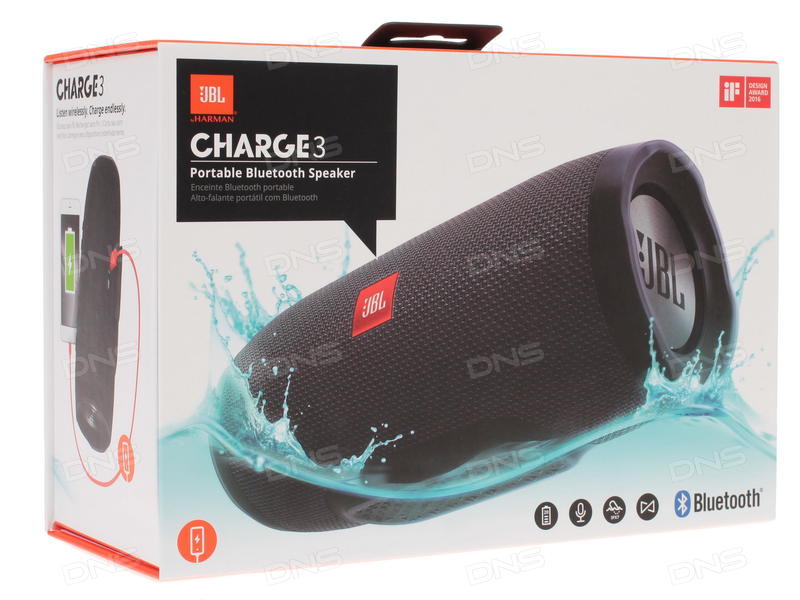 CHARGE3
Listen wirelessly. Charge endlessly.
JBL
by HARMAN
CHARGE3
Portable Bluetooth Speaker
Enceinte Bluetooth portable
Alto-falante portátil com Bluetooth
iF
DESIGN
AWARD
2016
JBL
JBL
IPX7
Bluetooth®
DNS